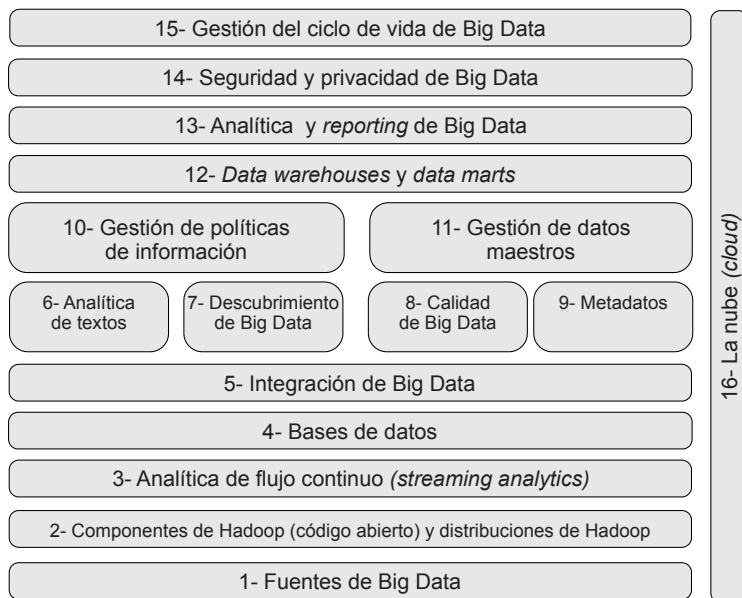 15- Gestión del ciclo de vida de Big Data
14- Seguridad y privacidad de Big Data
13- Analítica y reporting de Big Data
12- Data warehouses y data marts
10- Gestión de políticas
de información
11- Gestión de datos
maestros
6- Analítica
de textos
7- Descubrimiento
de Big Data
8- Calidad
de Big Data
9- Metadatos
5- Integración de Big Data
4- Bases de datos
3- Analítica de flujo continuo (streaming analytics)
2- Componentes de Hadoop (código abierto) y distribuciones de Hadoop
1- Fuentes de Big Data
16- La nube (cloud)